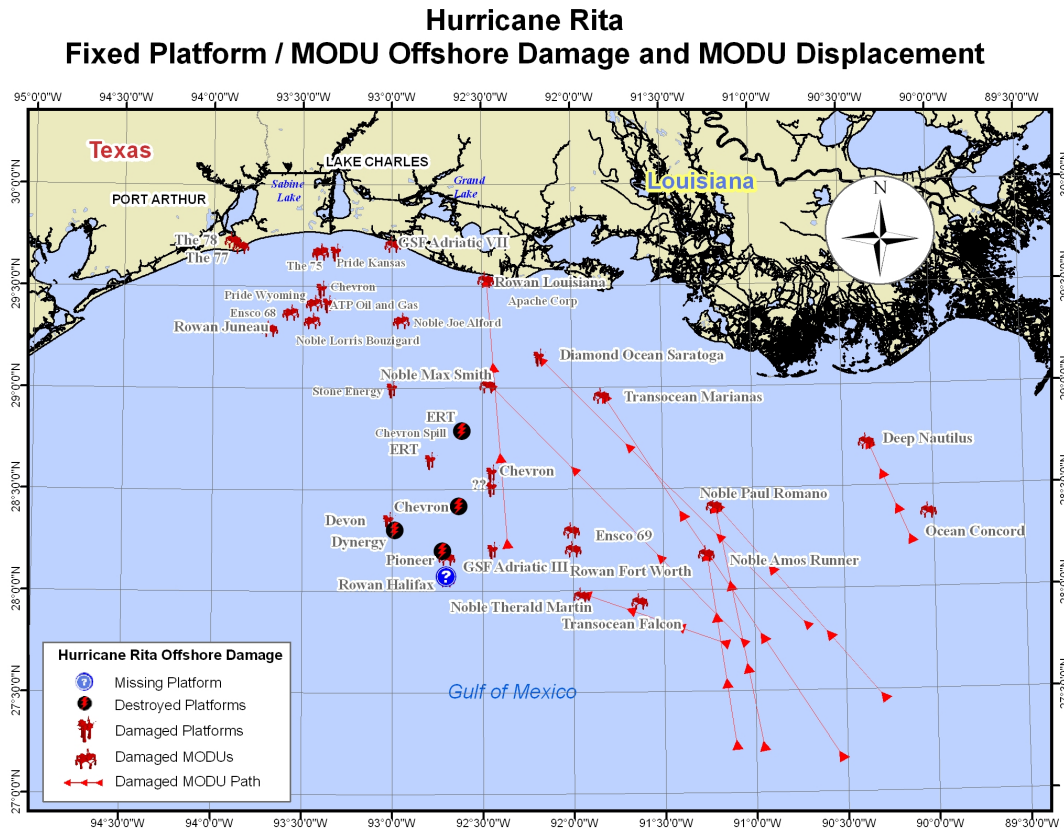 Hurricane Rita
Fixed Platform / MODU Offshore Damage and MODU Displacement
95°0'0"W 94°30'0"W 94°0'0"W 93°30'0"W 93°0'0"W 92°30'0"W 92°0'0"W 91°30'0"W 91°0'0"W 90°30'0"W 90°0'0"W 89°30'0"W
Texas
LAKE CHARLES
Louisiana
N
PORT ARTHUR
Sabine
Lake
Grand
Lake
30°0'0"N
The 78
GSF Adriatic VII
The 77
The 75
Pride Kansas
29°30'0"N
Rowan Louisiana
Chevron
Pride Wyoming
Apache Corp
ATP Oil and Gas
Ensco 68
Rowan Juneau
Noble Joe Alford
Noble Lorris Bouzigard
Diamond Ocean Saratoga
Noble Max Smith
29°0'0"N
Stone Energy
Transocean Marianas
ERT
Chevron Spill
Deep Nautilus
ERT
Chevron
28°30'0"N
??
Noble Paul Romano
Chevron
Devon
Ocean Concord
Ensco 69
Dynergy
Pioneer
GSF Adriatic III
Rowan Fort Worth
Noble Amos Runner
28°0'0"N
Rowan Halifax
Noble Therald Martin
Transocean Falcon
27°30'0"N
Gulf of Mexico
Hurricane Rita Offshore Damage
Missing Platform
Destroyed Platforms
Damaged Platforms
Damaged MODUs
Damaged MODU Path
27°0'0"N
94°30'0"W 94°0'0"W 93°30'0"W 93°0'0"W 92°30'0"W 92°0'0"W 91°30'0"W 91°0'0"W 90°30'0"W 90°0'0"W 89°30'0"W